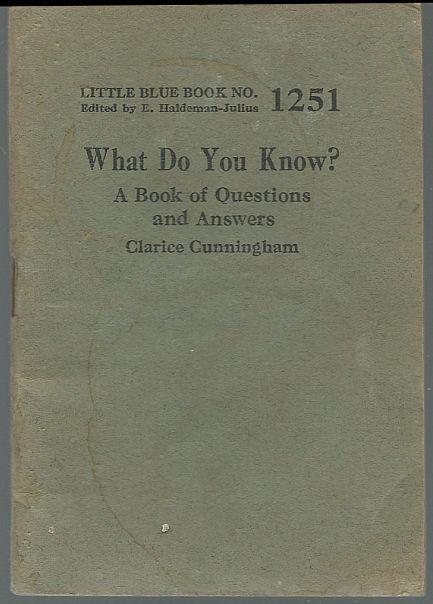 LITTLE BLUE BOOK NO. 1251
Edited by E. Haldeman-Julius
What Do You Know?
A Book of Questions
and Answers
Clarice Cunningham